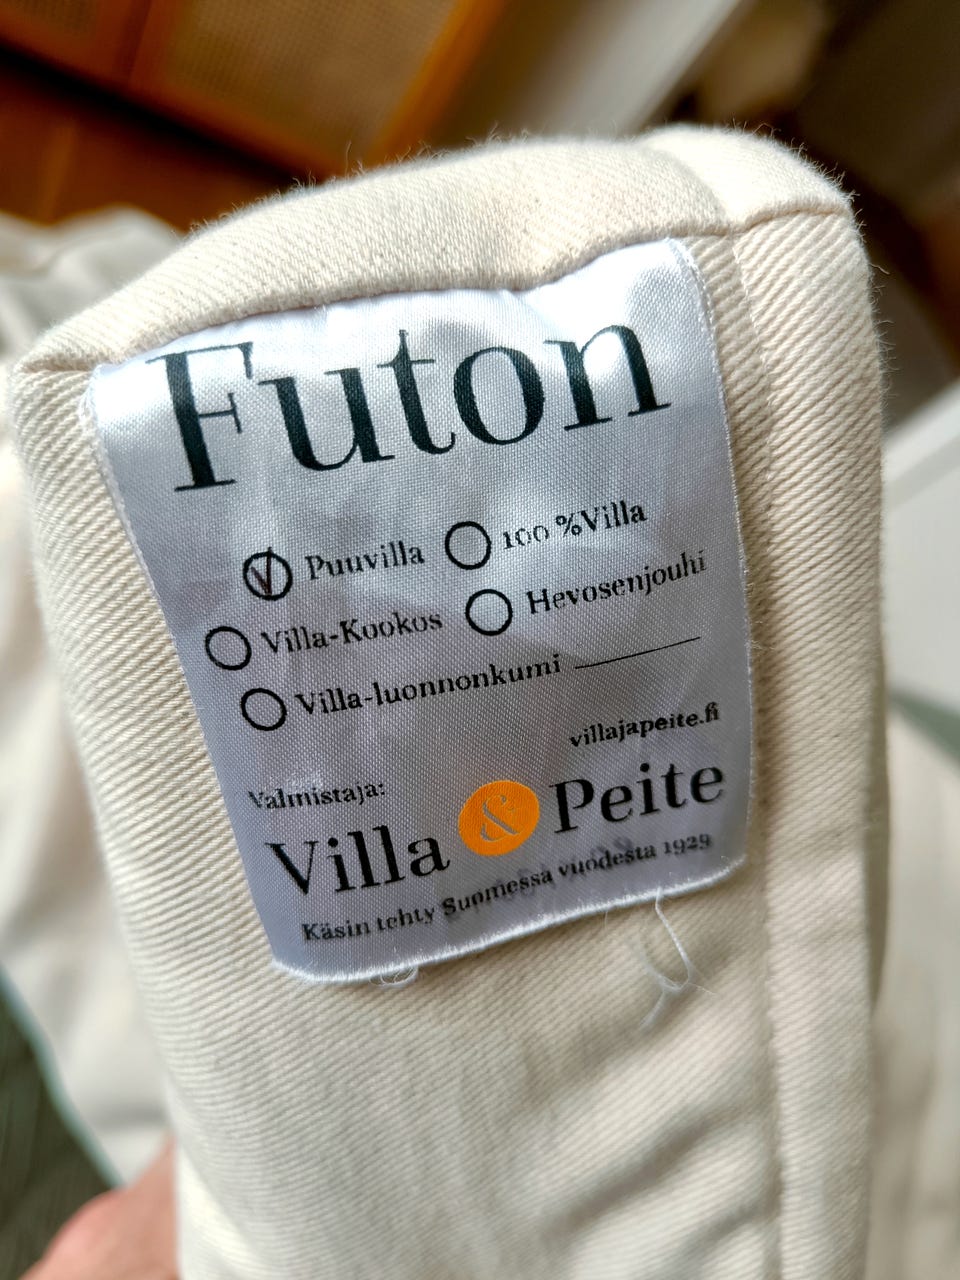 Futon
Puuvilla 100 %Villa
Villa-Kookos Hevosenjouhi
Villa-luonnonkumi
villajapeite.fi
Valmistaja:
Villa & Peite
Käsin tehty Suomessa vuodesta 1929